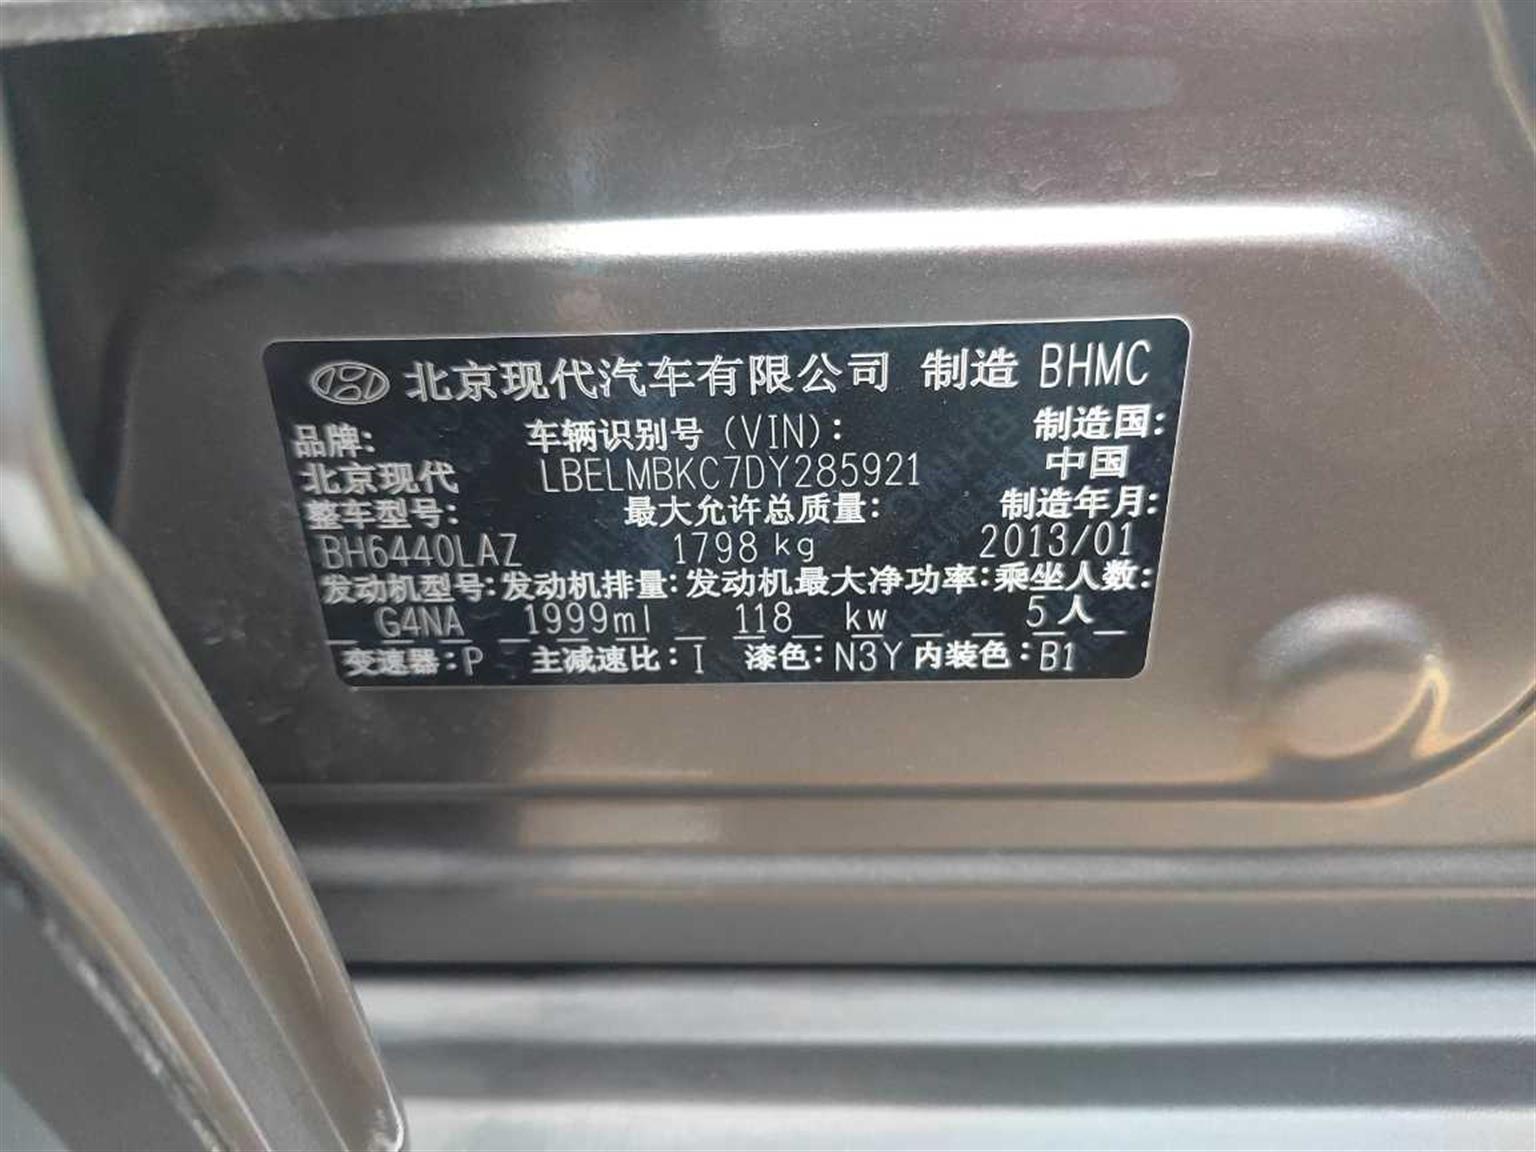 北京现代汽车有限公司 制造 BHMC
品牌: 车辆识别号 (VIN): 制造国:
北京现代 LBELMBKC7DY285921 中国
整车型号: 最大允许总质量: 制造年月:
BH6440LAZ 1798 kg 2013/01
发动机型号: 发动机排量: 发动机最大净功率: 乘坐人数:
G4NA 1999ml 118 kw 5人
变速器: P 主减速比: I 漆色: N3Y 内装色: B1